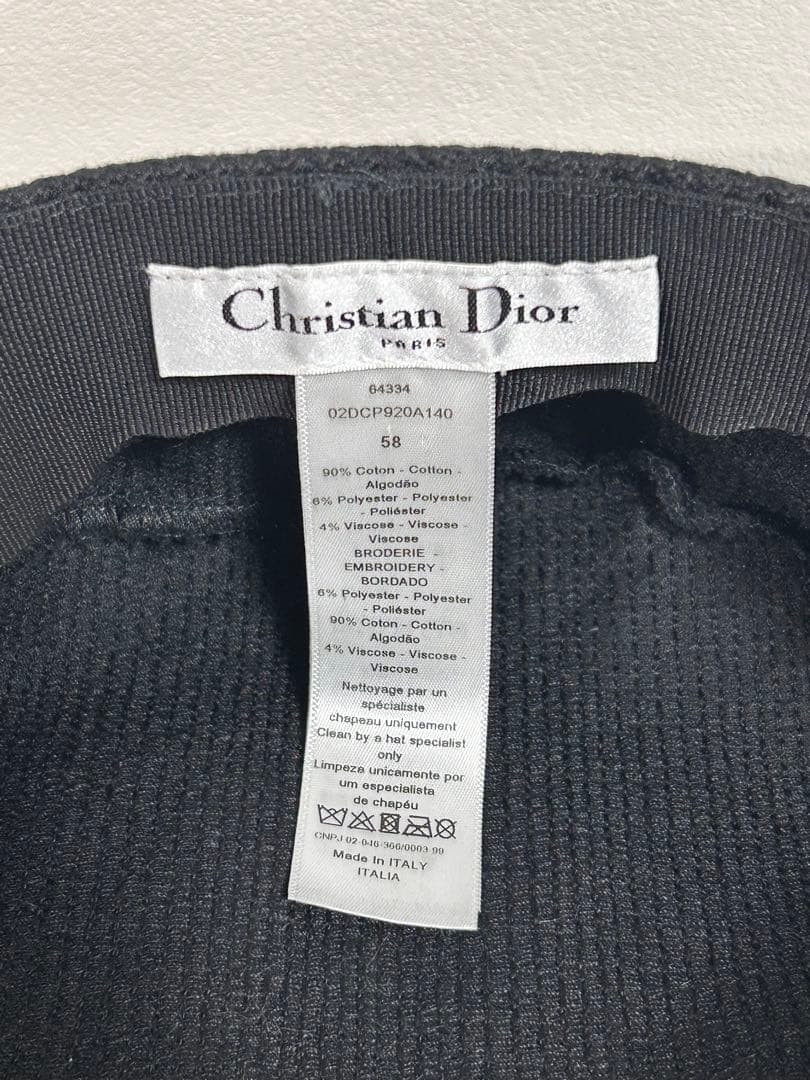 Christian Dior
PARIS
64334
02DCP920A140
58
90% Coton - Cotton -
Algodão
6% Polyester - Polyester
- Poliéster
4% Viscose - Viscose -
Viscose
BRODERIE -
EMBROIDERY -
BORDADO
6% Polyester - Polyester
- Poliéster
90% Coton - Cotton -
Algodão
4% Viscose - Viscose -
Viscose
Nettoyage par un
spécialiste
chapeau uniquement
Clean by a hat specialist
only
Limpeza unicamente por
um especialista
de chapéu
CNPJ 02-046-366/0003-99
Made In ITALY
ITALIA